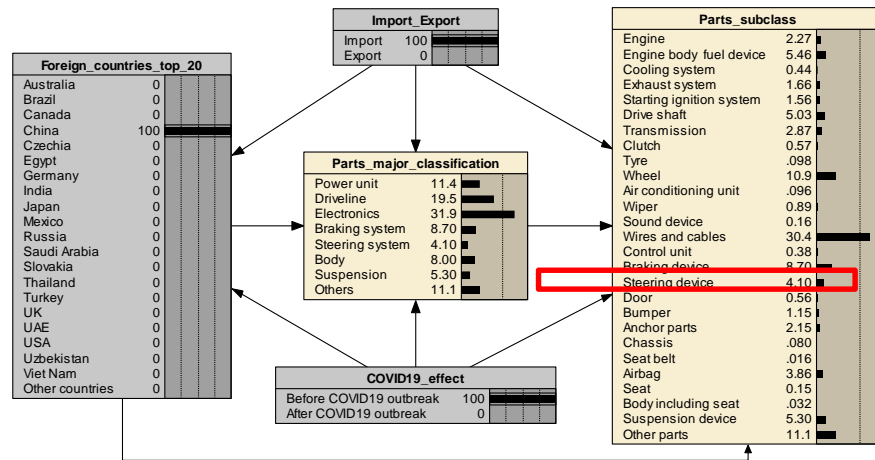 Import_Export
Import 100
Export 0
Foreign_countries_top_20
Australia 0
Brazil 0
Canada 0
China 100
Czechia 0
Egypt 0
Germany 0
India 0
Japan 0
Mexico 0
Russia 0
Saudi Arabia 0
Slovakia 0
Thailand 0
Turkey 0
UK 0
UAE 0
USA 0
Uzbekistan 0
Viet Nam 0
Other countries 0
Parts_major_classification
Power unit 11.4
Driveline 19.5
Electronics 31.9
Braking system 8.70
Steering system 4.10
Body 8.00
Suspension 5.30
Others 11.1
COVID19_effect
Before COVID19 outbreak 100
After COVID19 outbreak 0
Parts_subclass
Engine 2.27
Engine body fuel device 5.46
Cooling system 0.44
Exhaust system 1.66
Starting ignition system 1.56
Drive shaft 5.03
Transmission 2.87
Clutch 0.57
Tyre .098
Wheel 10.9
Air conditioning unit .096
Wiper 0.89
Sound device 0.16
Wires and cables 30.4
Control unit 0.38
Braking device 8.70
Steering device 4.10
Door 0.56
Bumper 1.15
Anchor parts 2.15
Chassis .080
Seat belt .016
Airbag 3.86
Seat 0.15
Body including seat .032
Suspension device 5.30
Other parts 11.1